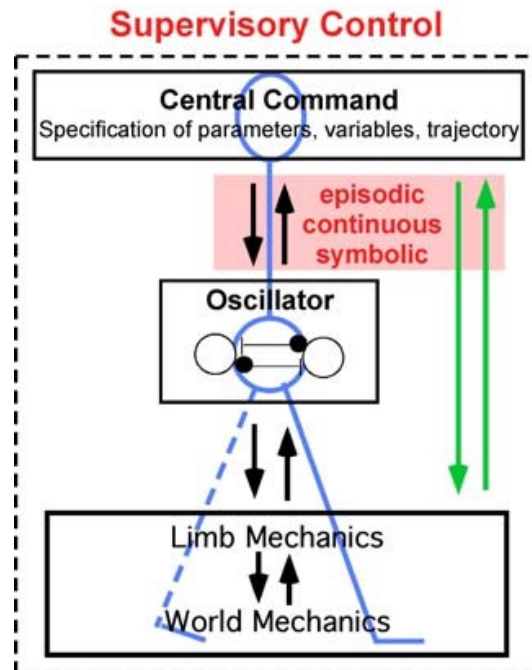 Supervisory Control
Central Command
Specification of parameters, variables, trajectory
episodic
continuous
symbolic
Oscillator
Limb Mechanics
World Mechanics